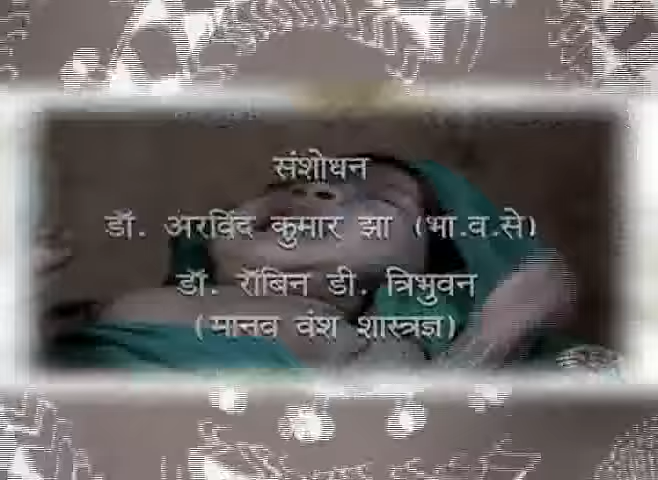 संशोधन
डॉ. अरविंद कुमार झा (भा.व.से)
डॉ. रॉबिन डी. त्रिभुवन
(मानव वंश शास्त्रज्ञ)